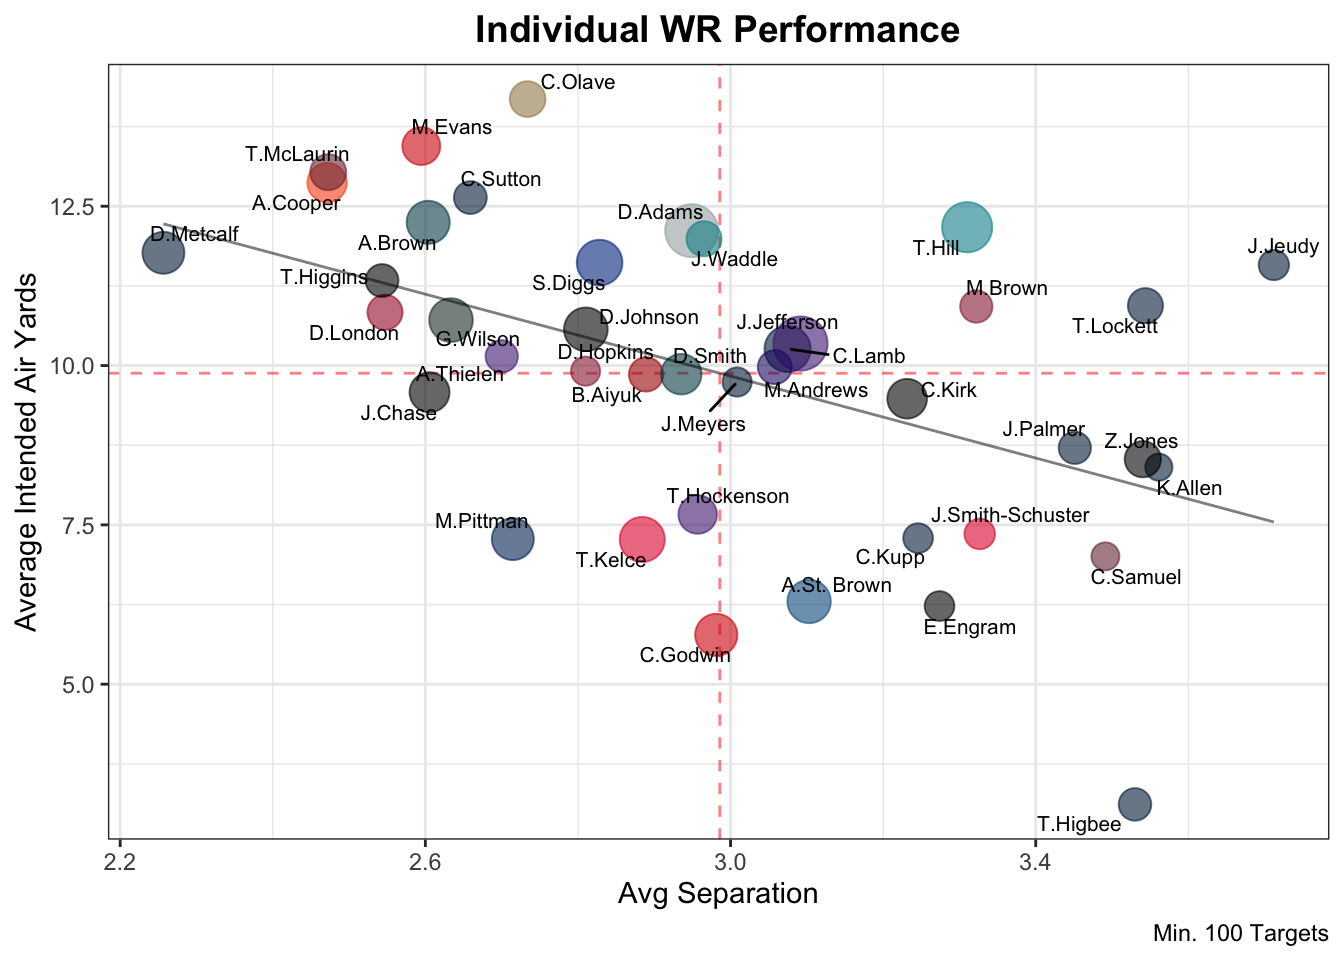 Individual WR Performance
C.Olave
M.Evans
T.McLaurin
C.Sutton
A.Cooper
D.Adams
D.Metcalf
A.Brown
T.Hill
J.Jeudy
J.Waddle
T.Higgins
S.Diggs
M.Brown
D.London
D.Johnson
J.Jefferson
T.Lockett
G.Wilson
D.Hopkins
D.Smith
C.Lamb
A.Thielen
B.Aiyuk
M.Andrews
C.Kirk
J.Chase
J.Meyers
J.Palmer
Z.Jones
K.Allen
T.Hockenson
M.Pittman
J.Smith-Schuster
T.Kelce
C.Kupp
C.Samuel
A.St. Brown
E.Engram
C.Godwin
T.Higbee
12.5
10.0
7.5
5.0
Average Intended Air Yards
2.2
2.6
3.0
3.4
Avg Separation
Min. 100 Targets